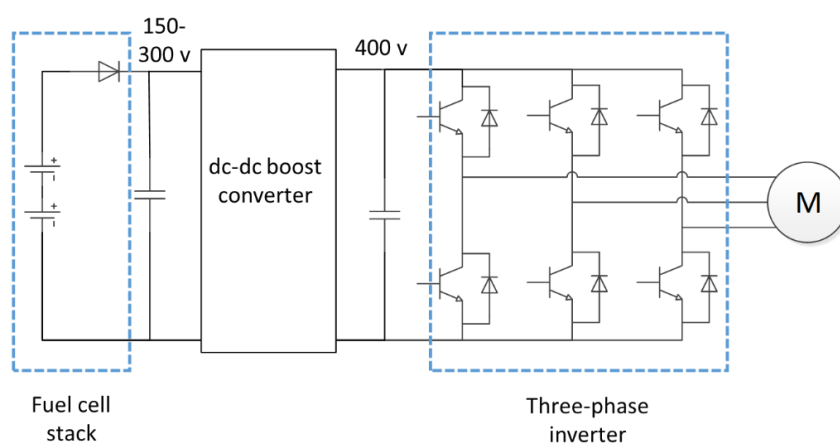 150-
300 v
400 v
dc-dc boost
converter
+
-
+
-
M
Fuel cell
stack
Three-phase
inverter